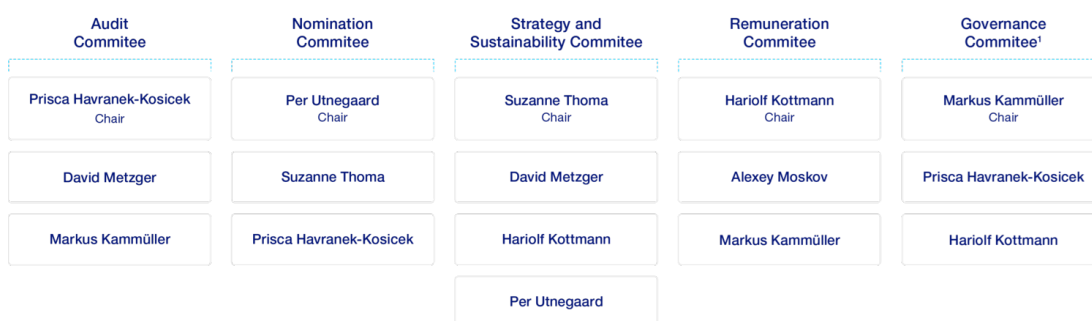 Audit
Commitee
Nomination
Commitee
Strategy and
Sustainability Commitee
Remuneration
Commitee
Governance
Commitee¹
Prisca Havranek-Kosicek
Chair
Per Utnegaard
Chair
Suzanne Thoma
Chair
Hariolf Kottmann
Chair
Markus Kammüller
Chair
David Metzger
Suzanne Thoma
David Metzger
Alexey Moskov
Prisca Havranek-Kosicek
Markus Kammüller
Prisca Havranek-Kosicek
Hariolf Kottmann
Markus Kammüller
Hariolf Kottmann
Per Utnegaard